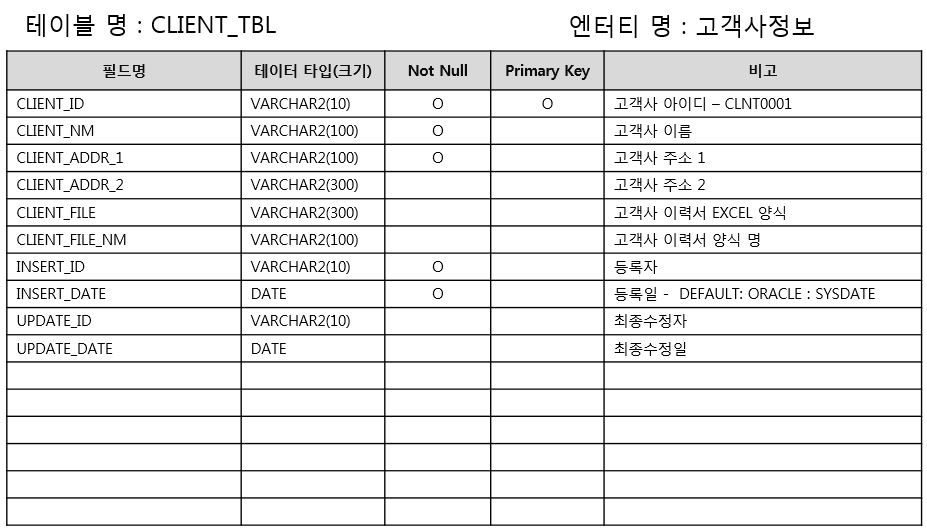 테이블 명 : CLIENT_TBL 엔터티 명 : 고객사정보
필드명 테이터 타입(크기) Not Null Primary Key 비고
CLIENT_ID VARCHAR2(10) O O 고객사 아이디 – CLNT0001
CLIENT_NM VARCHAR2(100) O 고객사 이름
CLIENT_ADDR_1 VARCHAR2(100) O 고객사 주소 1
CLIENT_ADDR_2 VARCHAR2(300) 고객사 주소 2
CLIENT_FILE VARCHAR2(300) 고객사 이력서 EXCEL 양식
CLIENT_FILE_NM VARCHAR2(100) 고객사 이력서 양식 명
INSERT_ID VARCHAR2(10) O 등록자
INSERT_DATE DATE O 등록일 - DEFAULT: ORACLE : SYSDATE
UPDATE_ID VARCHAR2(10) 최종수정자
UPDATE_DATE DATE 최종수정일